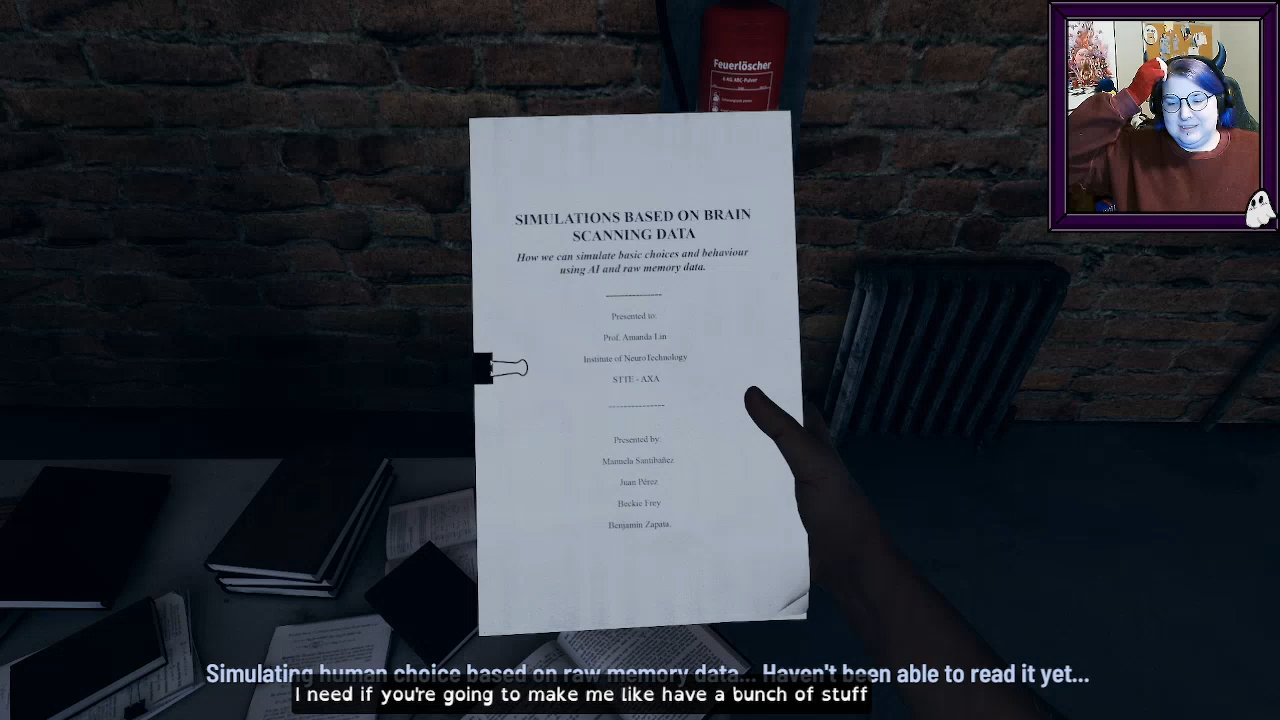 Feuerlöscher
SIMULATIONS BASED ON BRAIN
SCANNING DATA
How we can simulate basic choices and behaviour
using AI and raw memory data.
Presented to:
Prof. Amanda Lin
Institute of NeuroTechnology
STTE - AXA
Presented by:
Manuela Santibañez
Juan Pérez
Beckie Frey
Benjamín Zapata.
Simulating human choice based on raw memory data... Haven't been able to read it yet...
I need if you're going to make me like have a bunch of stuff